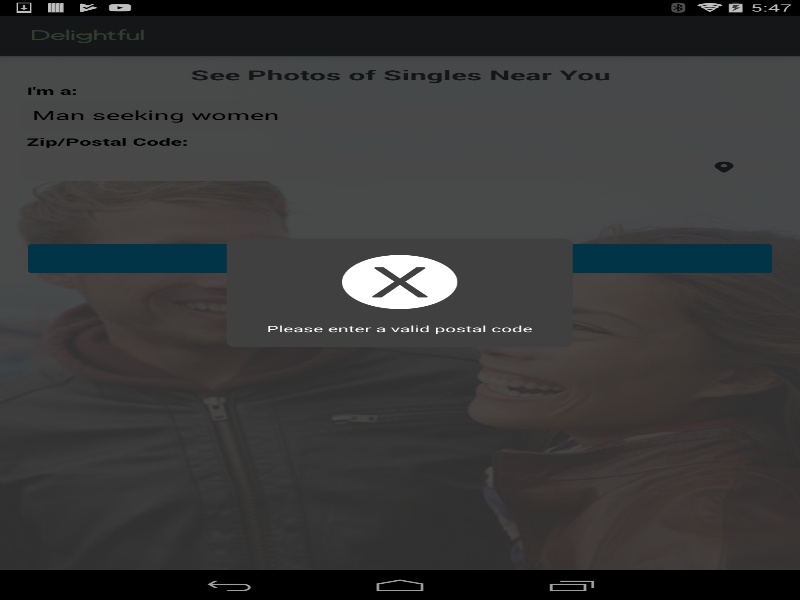 5:47
Delightful
See Photos of Singles Near You
I'm a:
Man seeking women
Zip/Postal Code:
Please enter a valid postal code